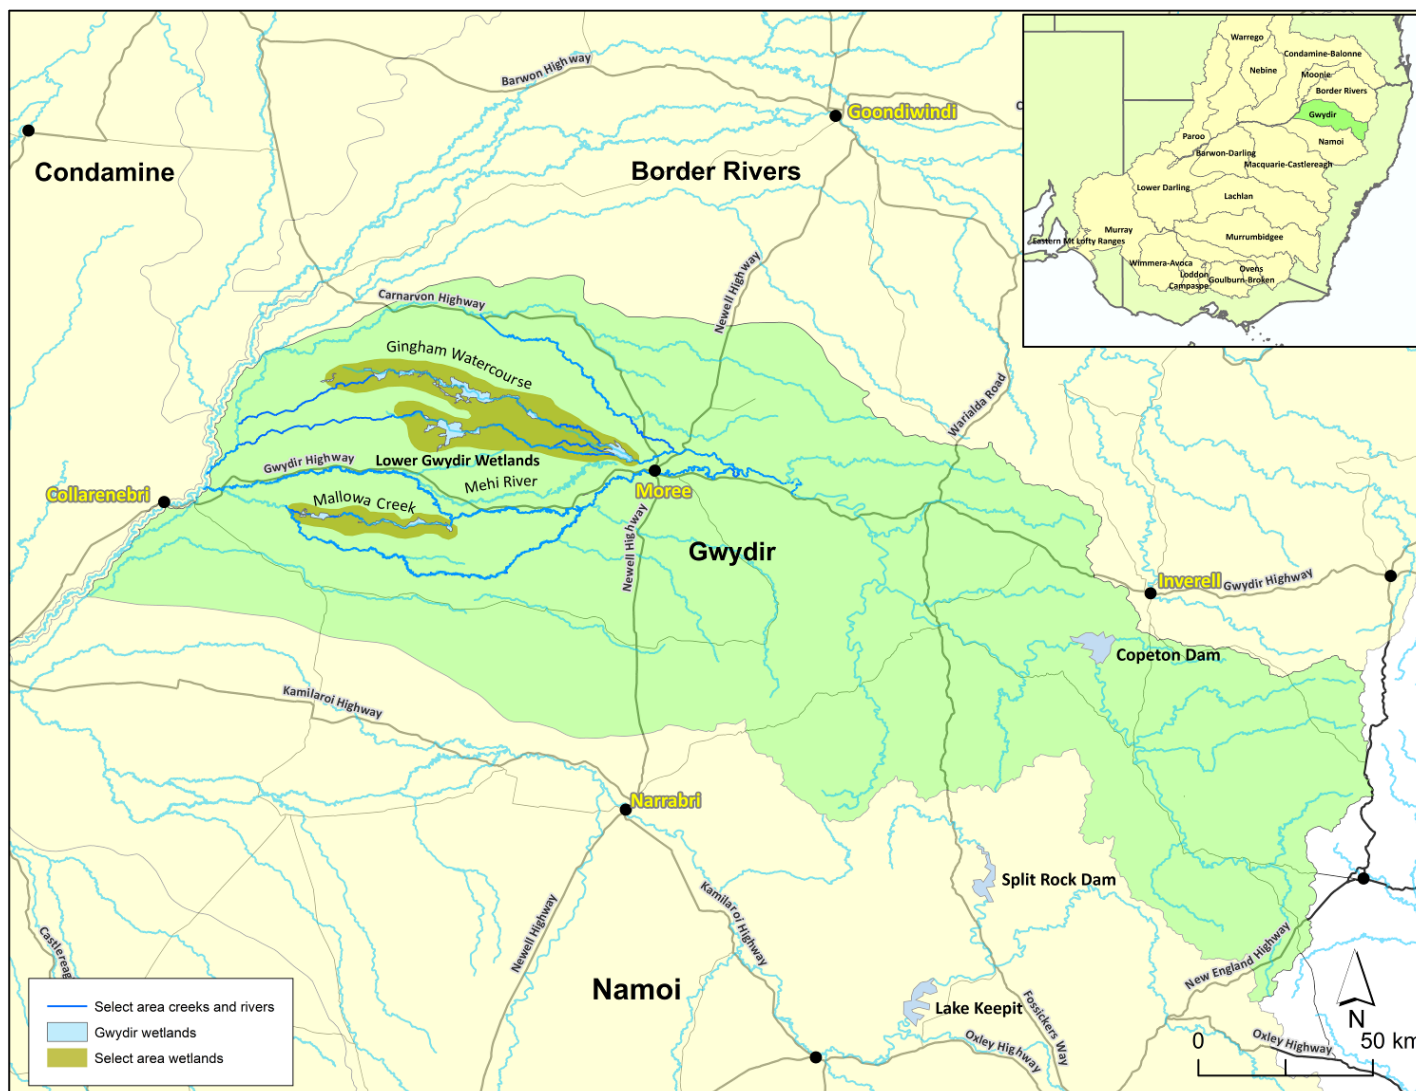 Barwon Highway
Goondiwindi
Condamine
Border Rivers
Carnarvon Highway
Newell Highway
Gingham Watercourse
Warialda Road
Gwydir Highway
Lower Gwydir Wetlands
Mehi River
Collarenebri
Mallowa Creek
Moree
Newell Highway
Gwydir
Inverell
Gwydir Highway
Copeton Dam
Kamilaroi Highway
Narrabri
Split Rock Dam
Kamilaroi Highway
Newell Highway
Castlereag
New England Highway
Namoi
Lake Keepit
Fossickers Way
Oxley Highway
Oxley Highway
N
0
50 km
Select area creeks and rivers
Gwydir wetlands
Select area wetlands
Warrego
Condamine-Balonne
Nebine
Moonie
Border Rivers
Gwydir
Paroo
Namoi
Barwon-Darling
Macquarie-Castlereagh
Lower Darling
Lachlan
Murray
Eastern Mt Lofty Ranges
Murrumbidgee
Wimmera-Avoca
Ovens
Loddon
Goulburn-Broken
Campaspe